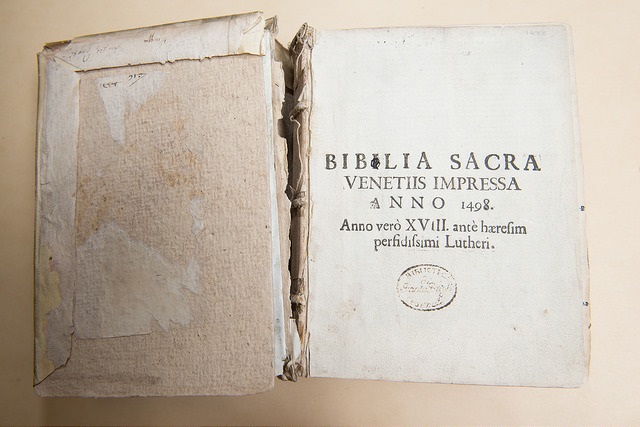 BIBLIA SACRA
VENETIIS IMPRESSA
ANNO 1498.
Anno verò XVIII. antè hæresim
perfidissimi Lutheri.